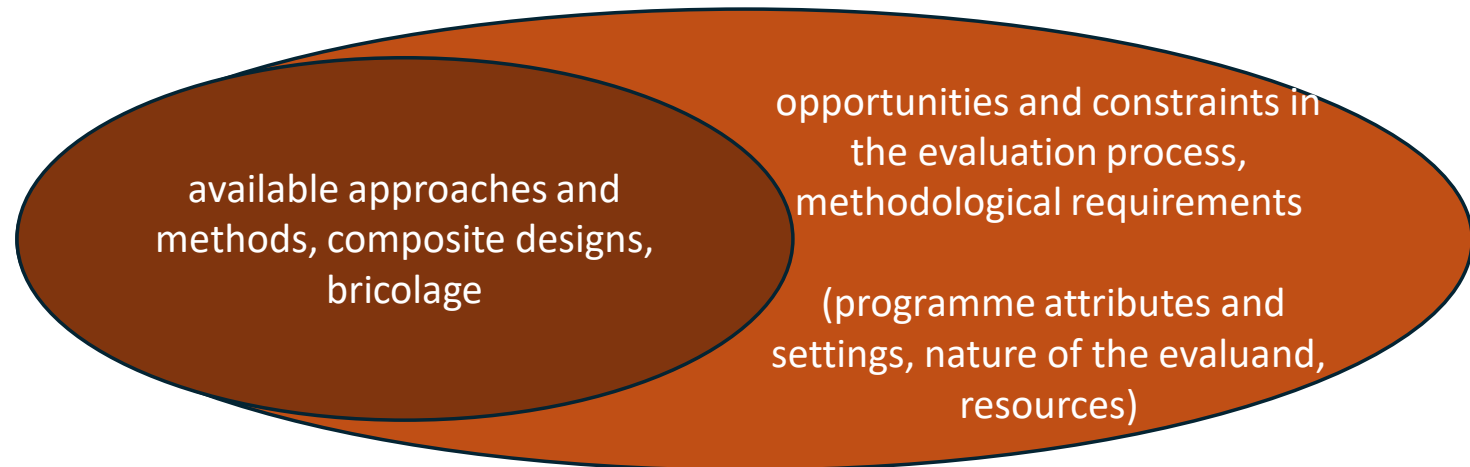 available approaches and
methods, composite designs,
bricolage
opportunities and constraints in
the evaluation process,
methodological requirements
(programme attributes and
settings, nature of the evaluand,
resources)